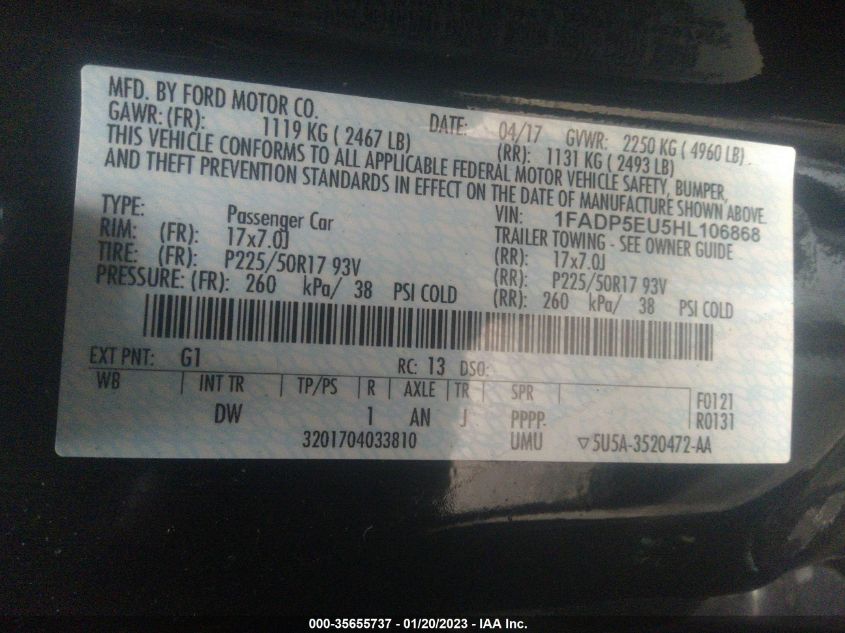 MFD. BY FORD MOTOR CO.
DATE: 04/17 GVWR: 2250 KG ( 4960 LB)
GAWR: (FR): 1119 KG ( 2467 LB) (RR): 1131 KG ( 2493 LB)
THIS VEHICLE CONFORMS TO ALL APPLICABLE FEDERAL MOTOR VEHICLE SAFETY, BUMPER,
AND THEFT PREVENTION STANDARDS IN EFFECT ON THE DATE OF MANUFACTURE SHOWN ABOVE.
VIN: 1FADP5EU5HL106868
TYPE: Passenger Car TRAILER TOWING - SEE OWNER GUIDE
RIM: (FR): 17x7.0J (RR): 17x7.0J
TIRE: (FR): P225/50R17 93V (RR): P225/50R17 93V
PRESSURE: (FR): 260 kPa/ 38 PSI COLD (RR): 260 kPa/ 38 PSI COLD
EXT PNT: G1 RC: 13 DSO:
WB INT TR TP/PS R AXLE TR SPR F0121
DW 1 AN J PPPP R0131
3201704033810 UMU ▽5U5A-3520472-AA
000-35655737 - 01/20/2023 - IAA Inc.